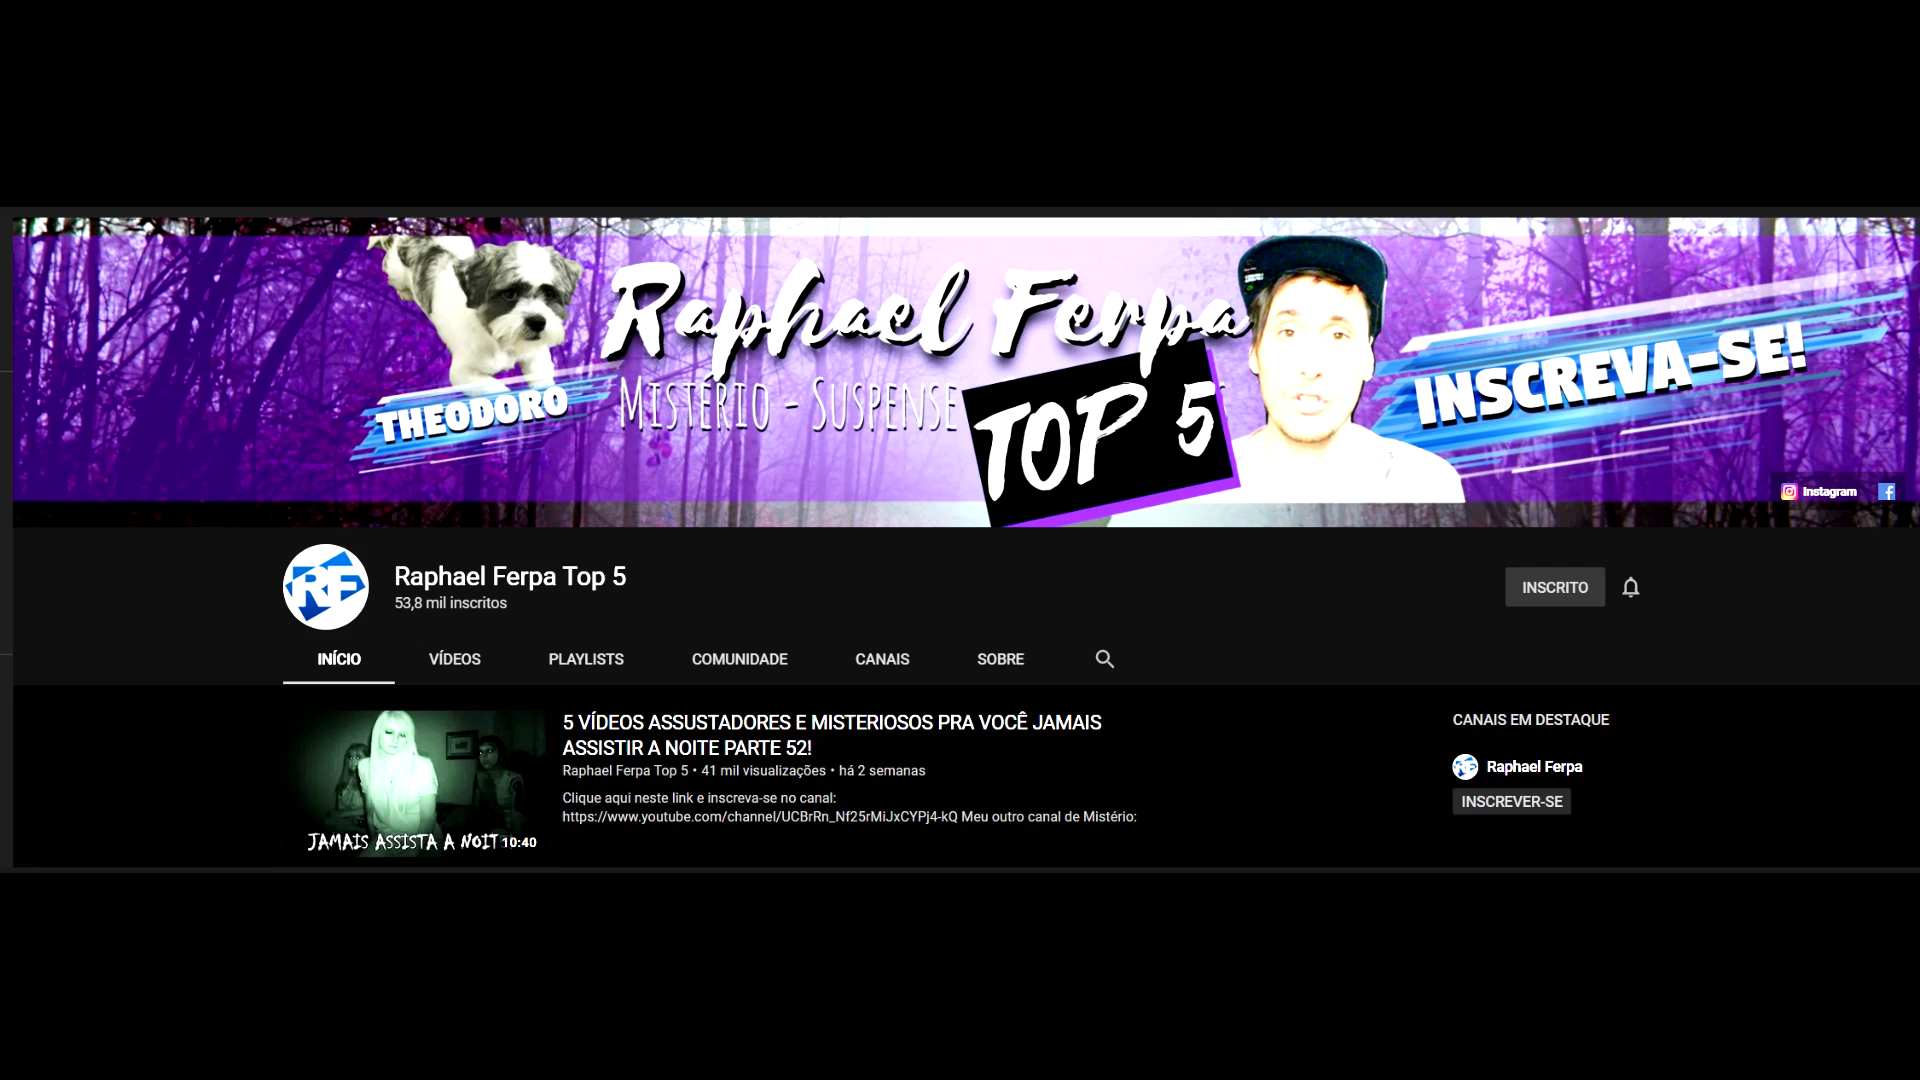 Raphael Ferpa
Mistério - Suspense
TOP 5
THEODORO
INSCREVA-SE!
Instagram
RF
Raphael Ferpa Top 5
53,8 mil inscritos
INSCRITO
INÍCIO
VÍDEOS
PLAYLISTS
COMUNIDADE
CANAIS
SOBRE
JAMAIS ASSISTA A NOIT
10:40
5 VÍDEOS ASSUSTADORES E MISTERIOSOS PRA VOCÊ JAMAIS
ASSISTIR A NOITE PARTE 52!
Raphael Ferpa Top 5 • 41 mil visualizações • há 2 semanas
Clique aqui neste link e inscreva-se no canal:
https://www.youtube.com/channel/UCBrRn_Nf25rMiJxCYPj4-kQ Meu outro canal de Mistério:
CANAIS EM DESTAQUE
Raphael Ferpa
INSCREVER-SE